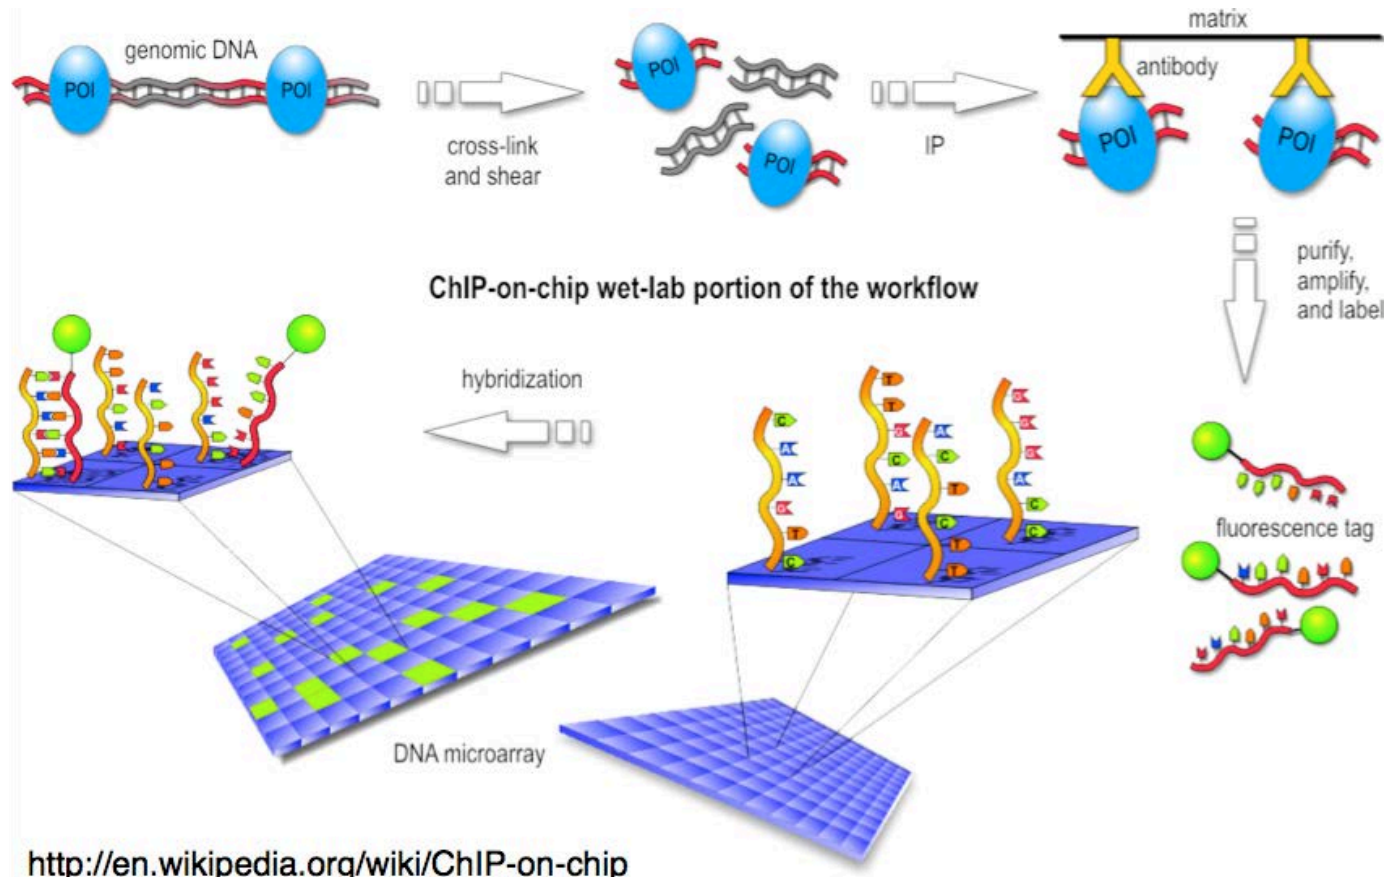 genomic DNA
POI
POI
cross-link
and shear
POI
POI
IP
matrix
antibody
POI
POI
purify,
amplify,
and label
ChIP-on-chip wet-lab portion of the workflow
hybridization
C
A
A
G
T
C
T
T
G
C
A
G
A
C
T
C
T
G
G
G
A
C
C
fluorescence tag
DNA microarray
http://en.wikipedia.org/wiki/ChIP-on-chip